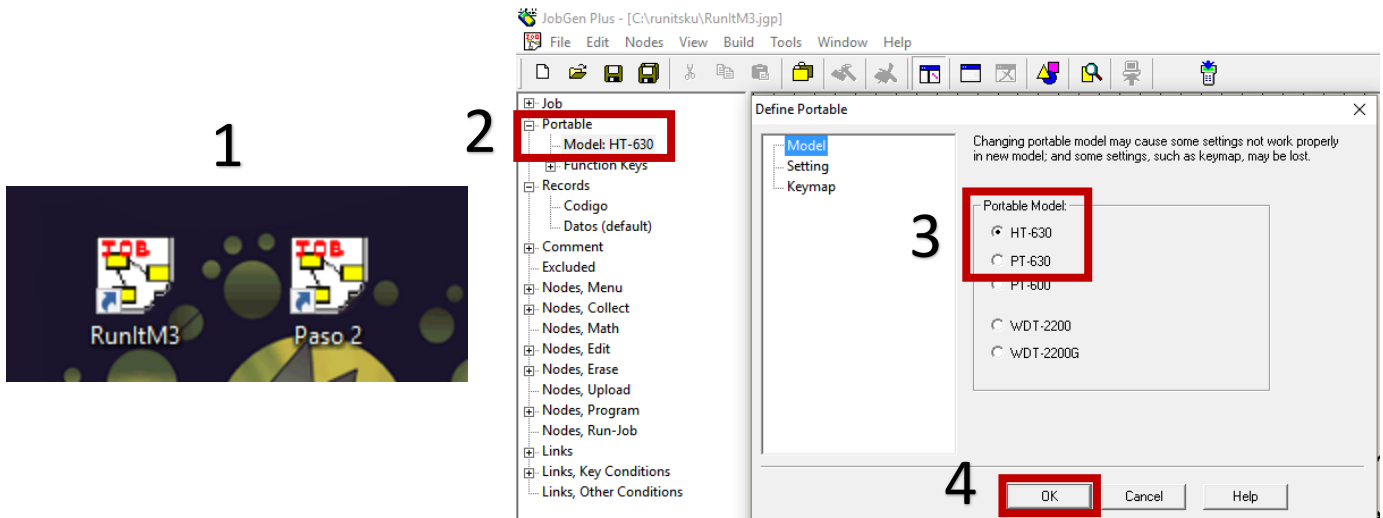 1
RunItM3
Paso 2
JobGen Plus - [C:\runitsku\RunItM3.jgp]
File Edit Nodes View Build Tools Window Help
2
Job
Portable
Model: HT-630
Function Keys
Records
Codigo
Datos (default)
Comment
Excluded
Nodes, Menu
Nodes, Collect
Nodes, Math
Nodes, Edit
Nodes, Erase
Nodes, Upload
Nodes, Program
Nodes, Run-Job
Links
Links, Key Conditions
Links, Other Conditions
Define Portable
Model
Setting
Keymap
Changing portable model may cause some settings not work properly
in new model; and some settings, such as keymap, may be lost.
3
Portable Model:
HT-630
PT-630
PT-600
WDT-2200
WDT-2200G
4
OK Cancel Help